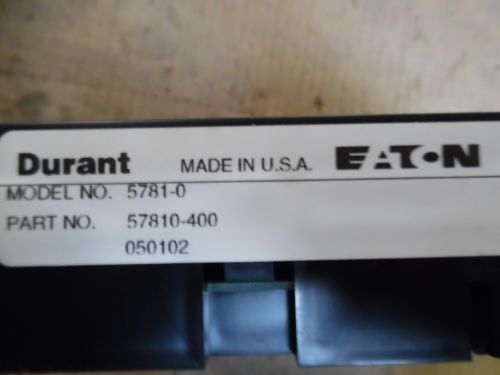 Durant MADE IN U.S.A. EATON
MODEL NO. 5781-0
PART NO. 57810-400
050102